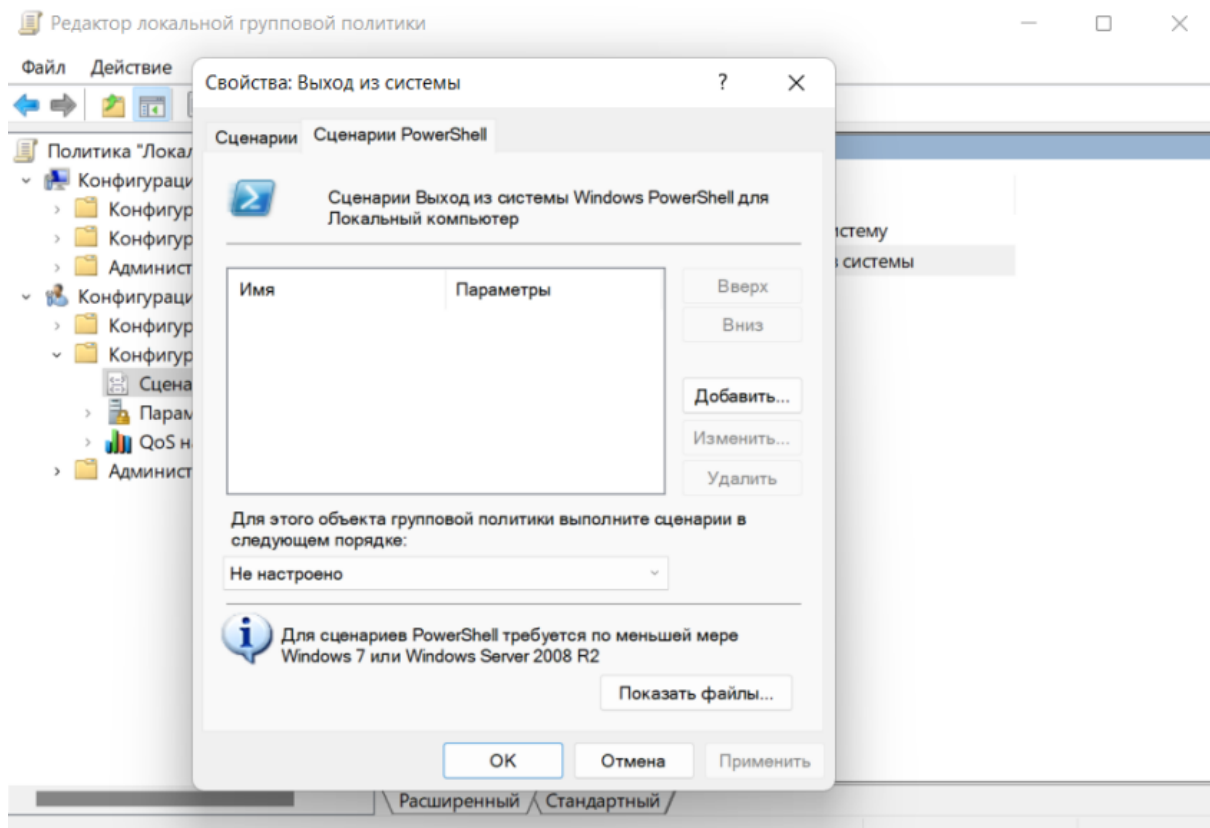 Редактор локальной групповой политики
Файл Действие
Свойства: Выход из системы
?
Сценарии Сценарии PowerShell
Сценарии Выход из системы Windows PowerShell для
Локальный компьютер
Имя Параметры
Вверх
Вниз
Добавить...
Изменить...
Удалить
Для этого объекта групповой политики выполните сценарии в
следующем порядке:
Не настроено
Для сценариев PowerShell требуется по меньшей мере
Windows 7 или Windows Server 2008 R2
Показать файлы...
OK Отмена Применить
Политика "Локал
Конфигураци
Конфигур
Конфигур
Админист
Конфигураци
Конфигур
Конфигур
Сцена
Парам
QoS н
Админист
истему
з системы
Расширенный Стандартный